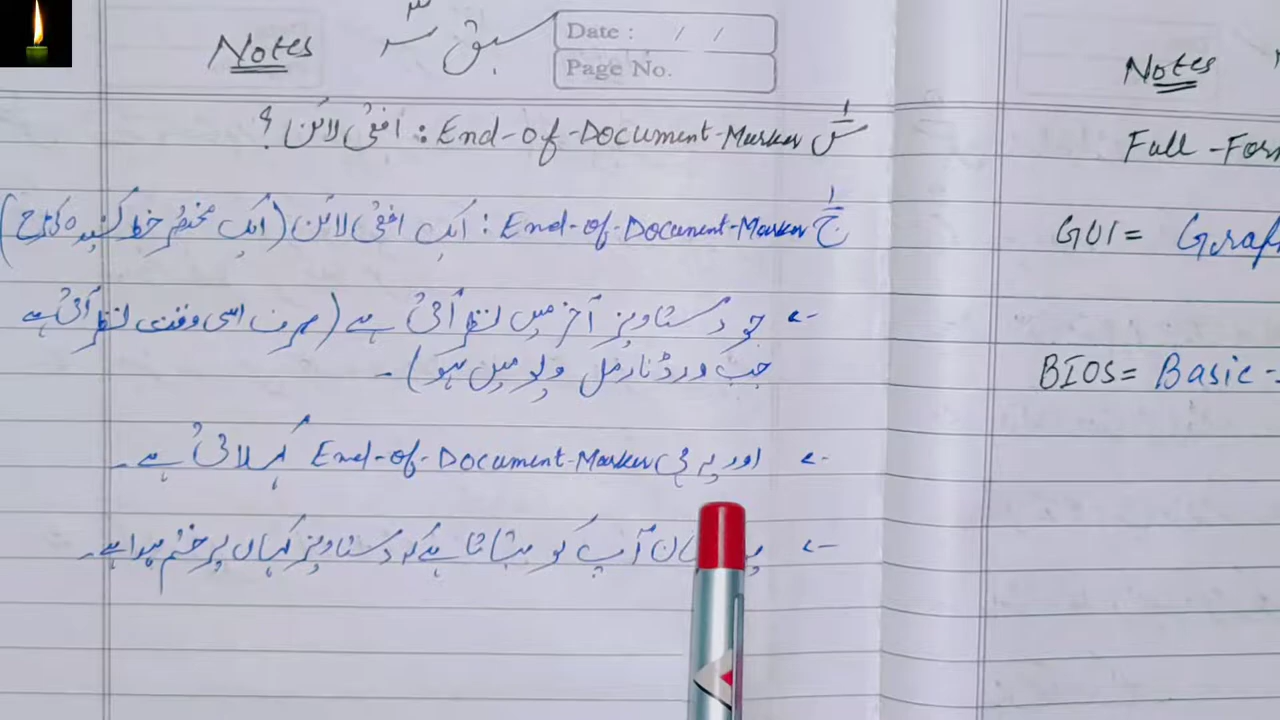 Notes
سبق ۳
Date : / /
Page No.
س ۱ End-of-Document-Marker : افقی لائن ؟
ج ۱ End-of-Document-Marker : ایک افقی لائن (ایک مختصر خط کشیدہ کی طرح)
جو دستاویز آخر میں نظر آتی ہے (صرف اسی وقت نظر آتی ہے
جب ورڈ نارمل ویو میں ہو)۔
اور یہ ہی End-of-Document-Marker کہلاتی ہے۔
آپ کو بتاتا ہے کہ دستاویز کہاں پر ختم ہوا ہے۔
Notes
Full-Form
GUI = Graph
BIOS = Basic-